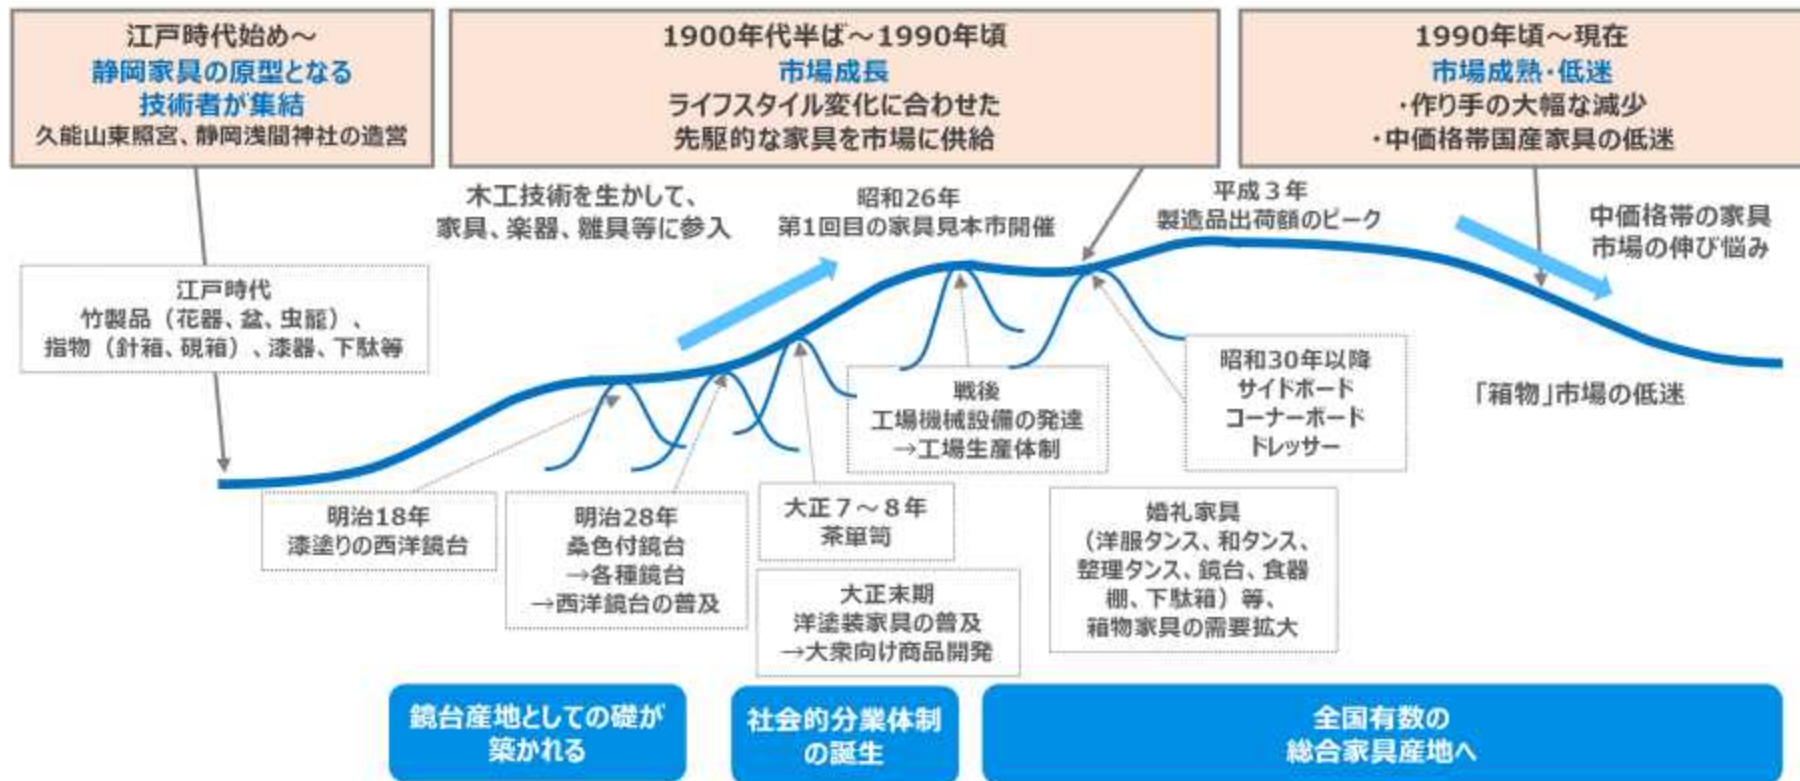 江戸時代始め～
静岡家具の原型となる
技術者が集結
久能山東照宮、静岡浅間神社の造営
1900年代半ば～1990年頃
市場成長
ライフスタイル変化に合わせた
先駆的な家具を市場に供給
1990年頃～現在
市場成熟・低迷
・作り手の大幅な減少
・中価格帯国産家具の低迷
木工技術を生かして、
家具、楽器、雛具等に参入
昭和26年
第1回目の家具見本市開催
平成３年
製造品出荷額のピーク
中価格帯の家具
市場の伸び悩み
江戸時代
竹製品（花器、盆、虫籠）、
指物（針箱、硯箱）、漆器、下駄等
戦後
工場機械設備の発達
→工場生産体制
昭和30年以降
サイドボード
コーナーボード
ドレッサー
「箱物」市場の低迷
明治18年
漆塗りの西洋鏡台
明治28年
桑色付鏡台
→各種鏡台
→西洋鏡台の普及
大正７～８年
茶箪笥
大正末期
洋塗装家具の普及
→大衆向け商品開発
婚礼家具
（洋服タンス、和タンス、
整理タンス、鏡台、食器
棚、下駄箱）等、
箱物家具の需要拡大
鏡台産地としての礎が
築かれる
社会的分業体制
の誕生
全国有数の
総合家具産地へ